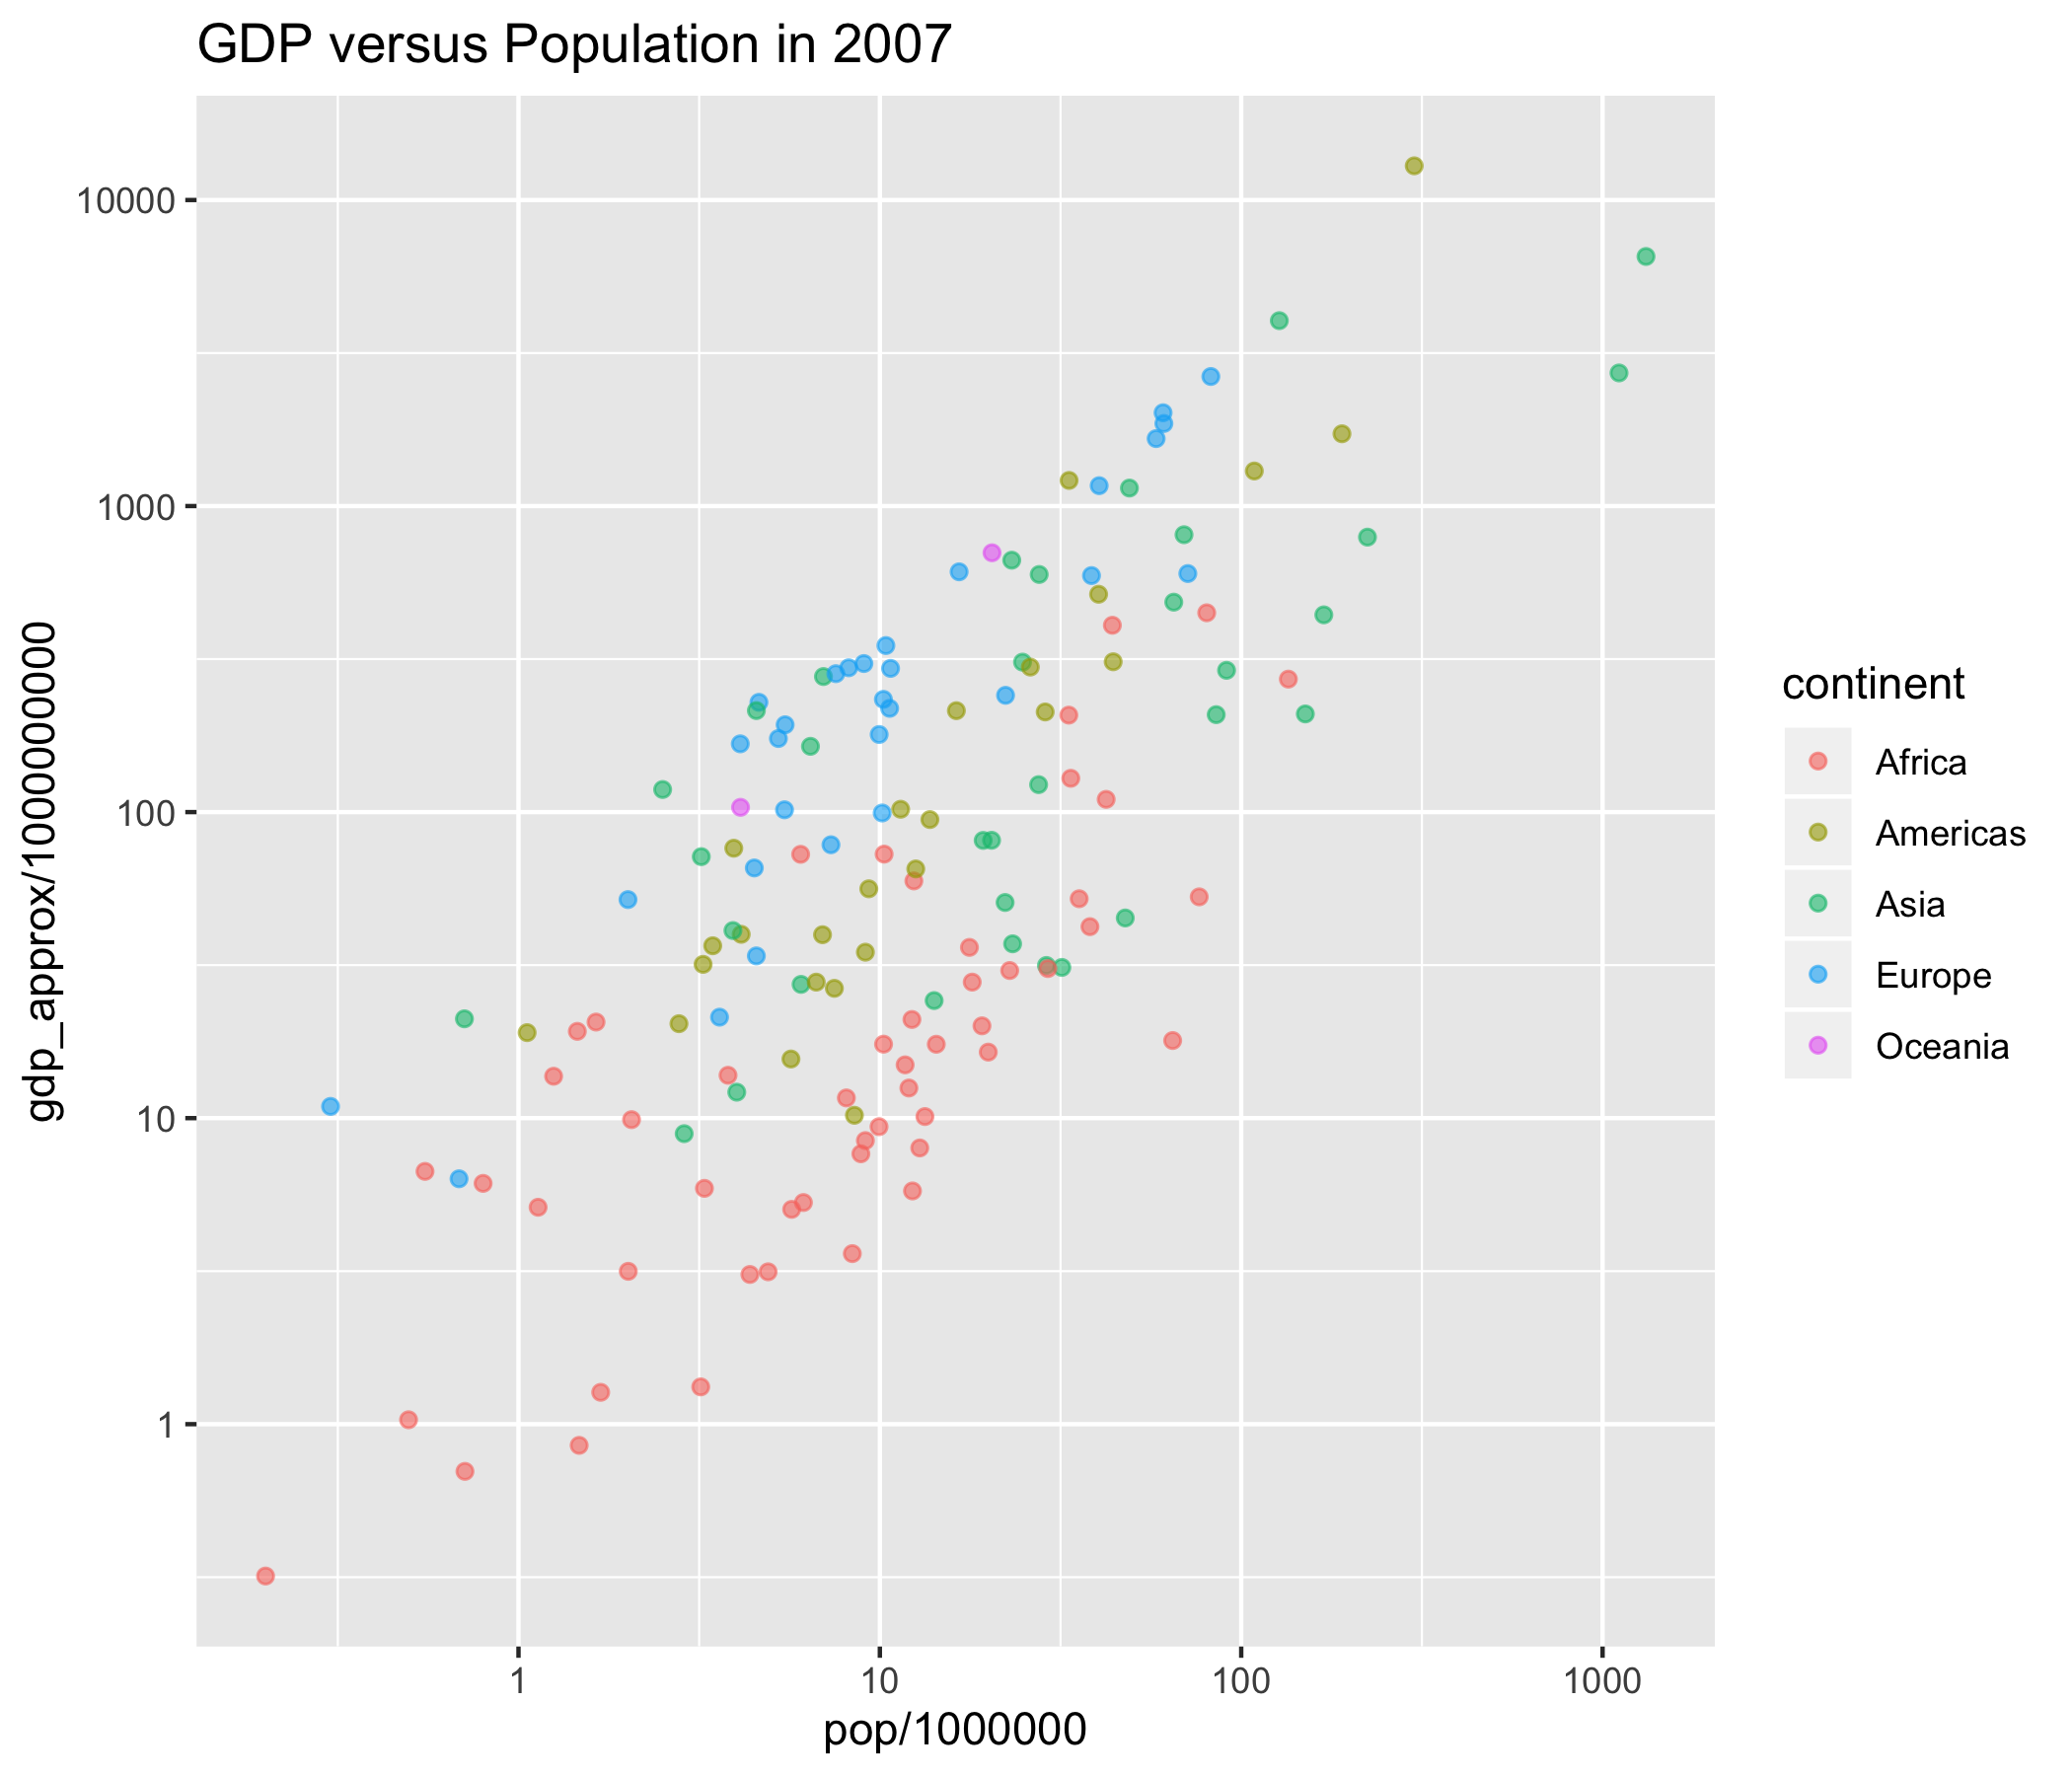 GDP versus Population in 2007
10000
1000
100
10
1
gdp_approx/1000000000
1
10
100
1000
pop/1000000
continent
Africa
Americas
Asia
Europe
Oceania